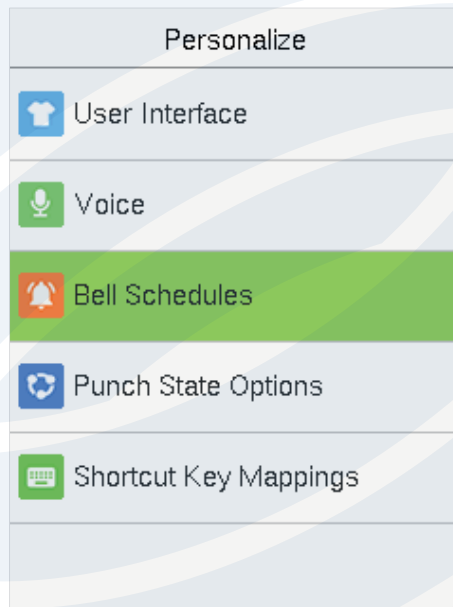 Personalize
User Interface
Voice
Bell Schedules
Punch State Options
Shortcut Key Mappings